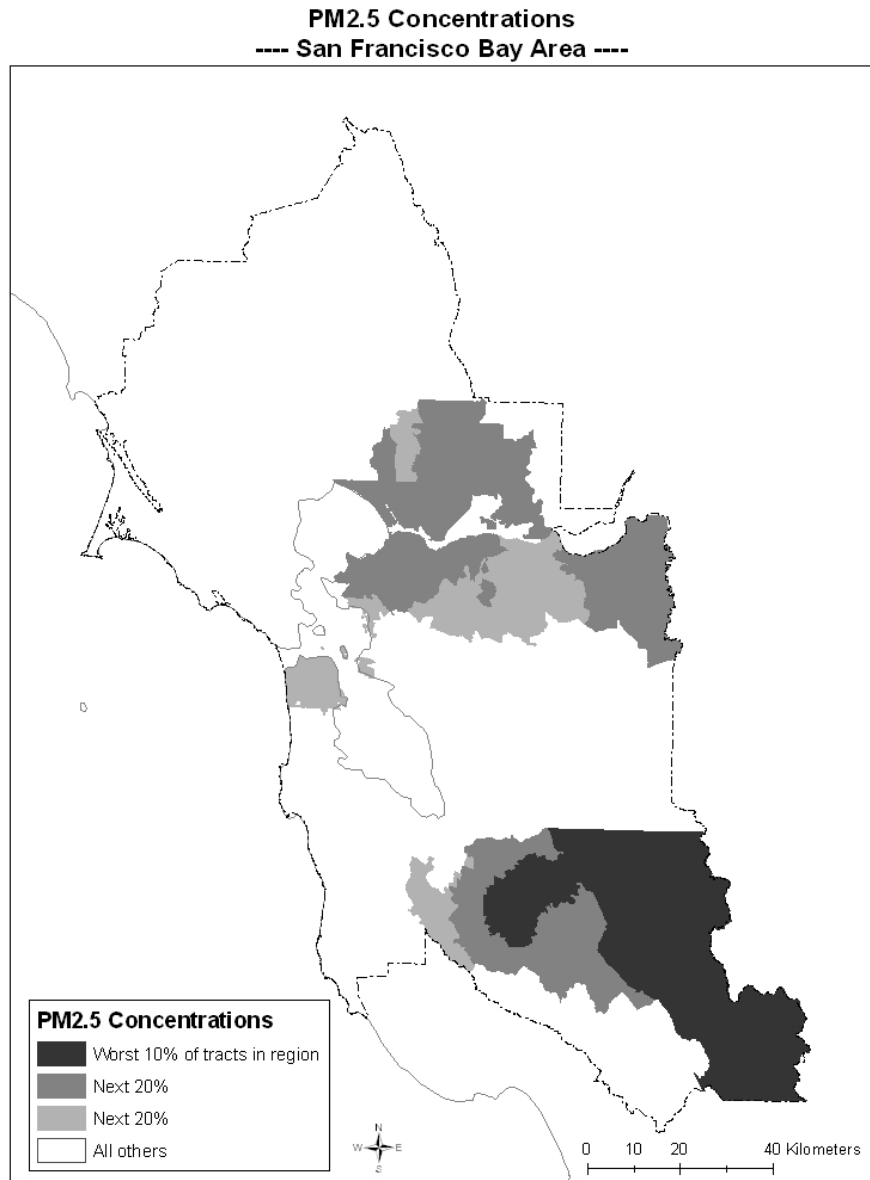 PM2.5 Concentrations
---- San Francisco Bay Area ----
PM2.5 Concentrations
Worst 10% of tracts in region
Next 20%
Next 20%
All others
N
W E
S
0 10 20 40 Kilometers